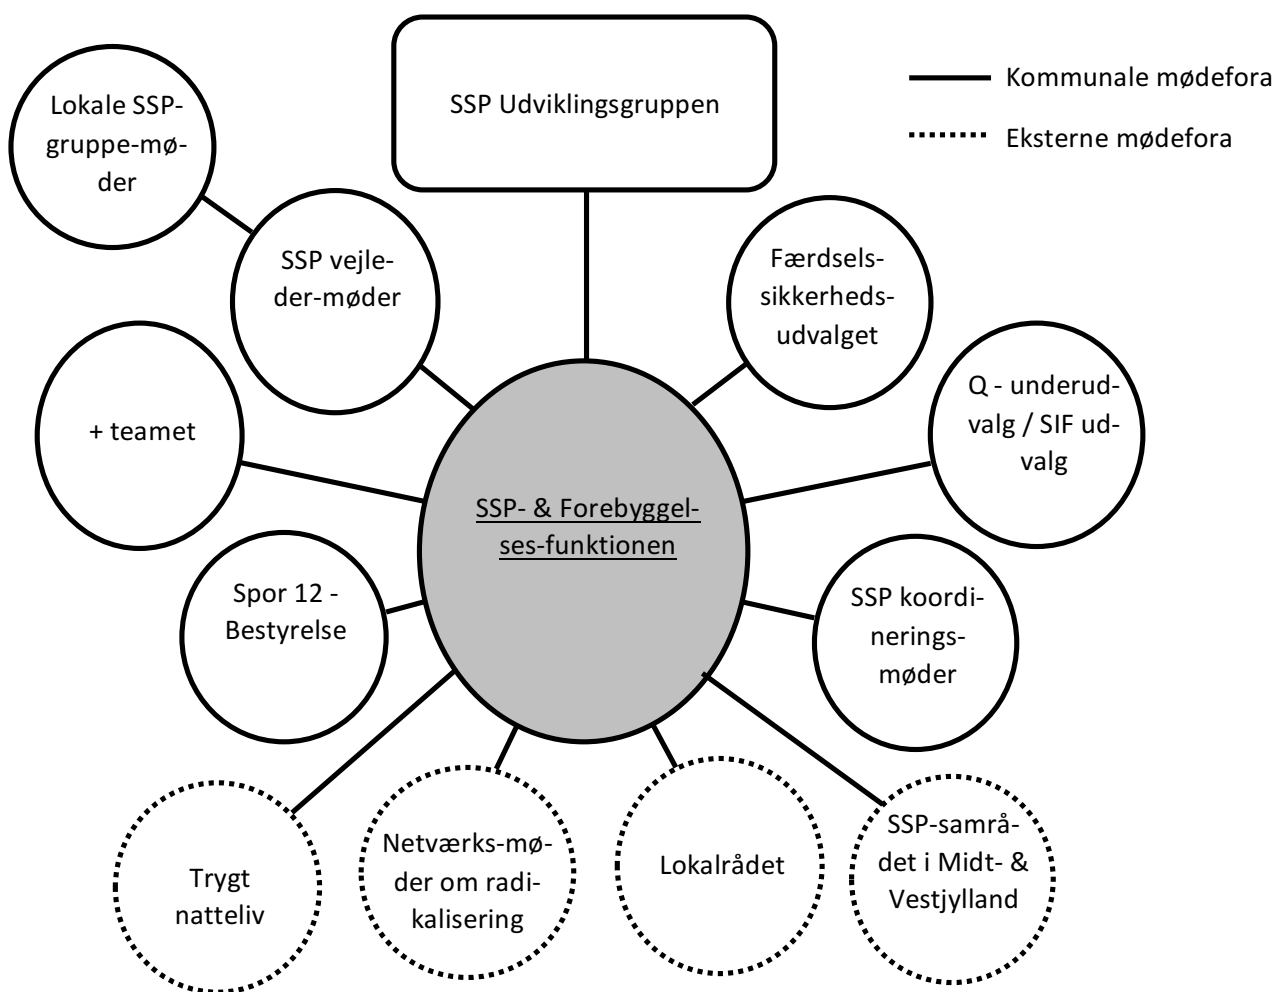 SSP Udviklingsgruppen
Kommunale mødefora
Eksterne mødefora
Lokale SSP-
gruppe-mø-
der
SSP vejle-
der-møder
Færdsels-
sikkerheds-
udvalget
+ teamet
Q - underud-
valg / SIF ud-
valg
SSP- & Forebyggel-
ses-funktionen
Spor 12 -
Bestyrelse
SSP koordi-
nerings-
møder
Trygt
natteliv
Netværks-mø-
der om radi-
kalisering
Lokalrådet
SSP-samrå-
det i Midt- &
Vestjylland